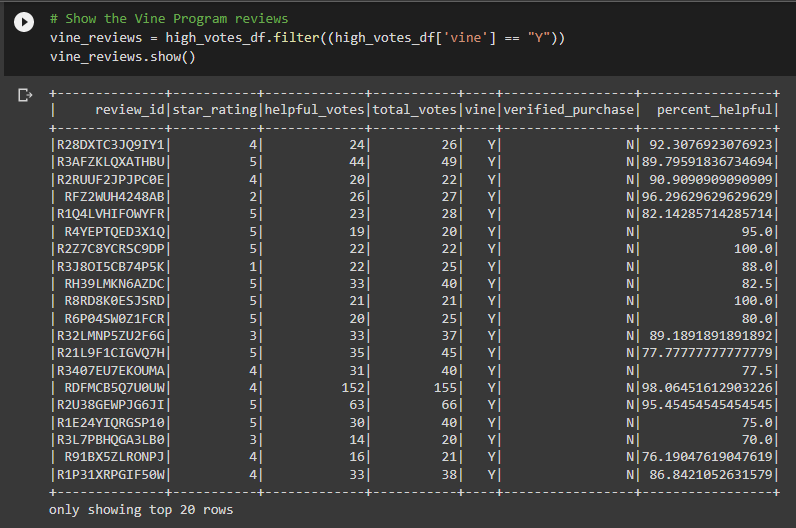 # Show the Vine Program reviews
vine_reviews = high_votes_df.filter((high_votes_df['vine'] == "Y"))
vine_reviews.show()
+--------------+-----------+-------------+-----------+----+-----------------+-----------------+
|     review_id|star_rating|helpful_votes|total_votes|vine|verified_purchase|  percent_helpful|
+--------------+-----------+-------------+-----------+----+-----------------+-----------------+
|R28DXTC3JQ9IY1|          4|           24|         26|   Y|                N| 92.3076923076923|
|R3AFZKLQXATHBU|          5|           44|         49|   Y|                N|89.79591836734694|
|R2RUUF2JPJPC0E|          4|           20|         22|   Y|                N| 90.9090909090909|
| RFZ2WUH4248AB|          2|           26|         27|   Y|                N|96.29629629629629|
|R1Q4LVHIFOWYFR|          5|           23|         28|   Y|                N|82.14285714285714|
| R4YEPTQED3X1Q|          5|           19|         20|   Y|                N|             95.0|
|R2Z7C8YCRSC9DP|          5|           22|         22|   Y|                N|            100.0|
|R3J8OI5CB74P5K|          1|           22|         25|   Y|                N|             88.0|
| RH39LMKN6AZDC|          5|           33|         40|   Y|                N|             82.5|
| R8RD8K0ESJSRD|          5|           21|         21|   Y|                N|            100.0|
| R6P04SW0Z1FCR|          5|           20|         25|   Y|                N|             80.0|
|R32LMNP5ZU2F6G|          3|           33|         37|   Y|                N| 89.1891891891892|
|R21L9F1CIGVQ7H|          5|           35|         45|   Y|                N|77.77777777777779|
|R3407EU7EKOUMA|          4|           31|         40|   Y|                N|             77.5|
| RDFMCB5Q7U0UW|          4|          152|        155|   Y|                N|98.06451612903226|
|R2U38GEWPJG6JI|          5|           63|         66|   Y|                N|95.45454545454545|
|R1E24YIQRGSP10|          5|           30|         40|   Y|                N|             75.0|
|R3L7PBHQGA3LB0|          3|           14|         20|   Y|                N|             70.0|
| R91BX5ZLRONPJ|          4|           16|         21|   Y|                N|76.19047619047619|
|R1P31XRPGIF50W|          4|           33|         38|   Y|                N| 86.8421052631579|
+--------------+-----------+-------------+-----------+----+-----------------+-----------------+
only showing top 20 rows